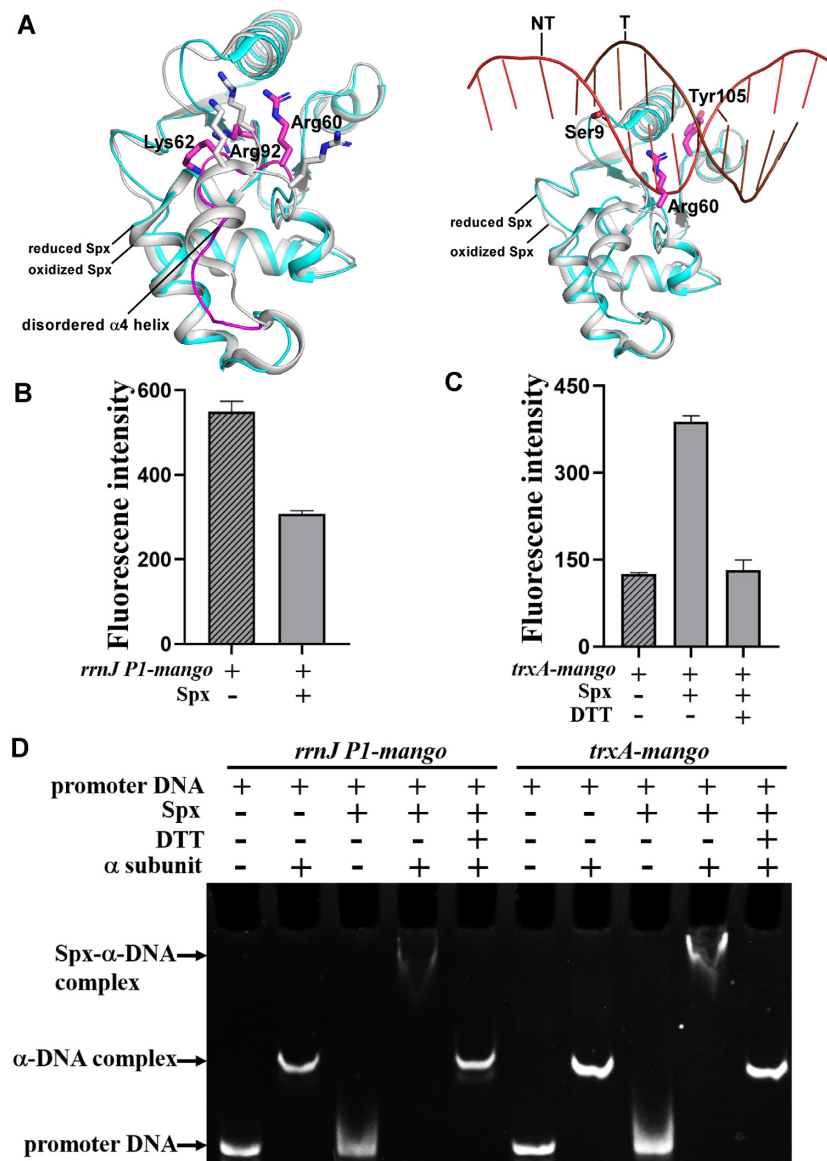 A
Lys62
Arg92
Arg60
reduced Spx
oxidized Spx
disordered α4 helix
NT
T
Ser9
Tyr105
Arg60
reduced Spx
oxidized Spx
B
Fluorescene intensity
600
400
200
0
rrnJ P1-mango + +
Spx - +
C
Fluorescene intensity
450
300
150
0
trxA-mango + + +
Spx - + +
DTT +
D
rrnJ P1-mango trxA-mango
promoter DNA + + + + + + + + + +
Spx - - + + + - - + + +
DTT - - - - + - - - - +
α subunit - + - + + - + - + +
Spx-α-DNA
complex
α-DNA complex
promoter DNA